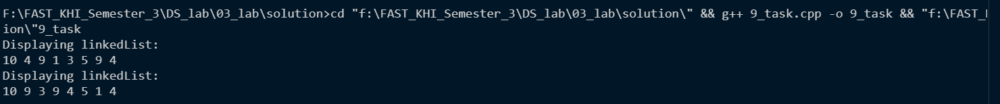 F:\FAST_KHI_Semester_3\DS_lab\03_lab\solution>cd "f:\FAST_KHI_Semester_3\DS_lab\03_lab\solution\" && g++ 9_task.cpp -o 9_task && "f:\FAST_
ion\"9_task
Displaying linkedList:
10 4 9 1 3 5 9 4
Displaying linkedList:
10 9 3 9 4 5 1 4